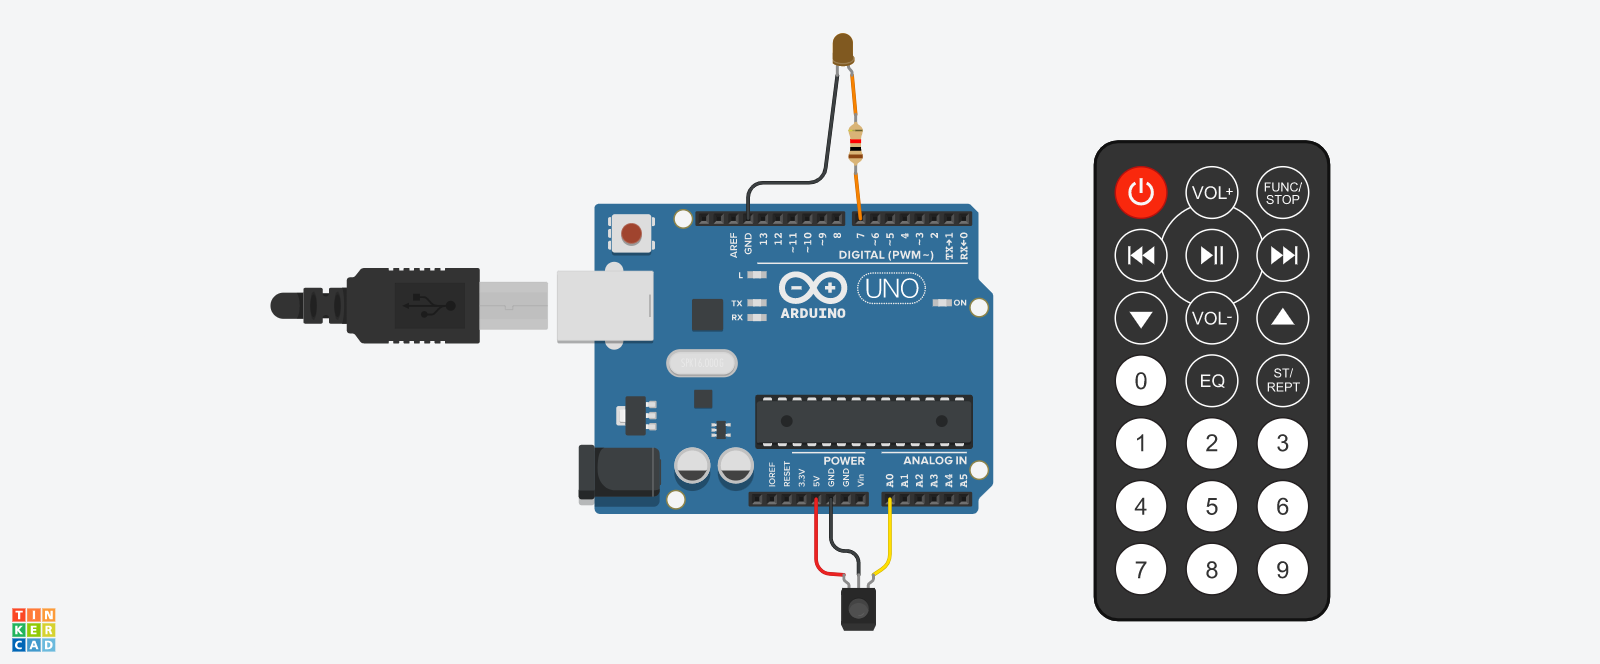 AREF
GND
13
12
~11
~10
~9
8
7
~6
~5
4
~3
2
TX→1
RX←0
DIGITAL (PWM~)
L
TX
RX
ARDUINO
UNO
ON
POWER
ANALOG IN
IOREF
RESET
3.3V
5V
GND
GND
Vin
A0
A1
A2
A3
A4
A5
VOL+
FUNC/
STOP
VOL-
0
EQ
ST/
REPT
1
2
3
4
5
6
7
8
9
TIN
KER
CAD